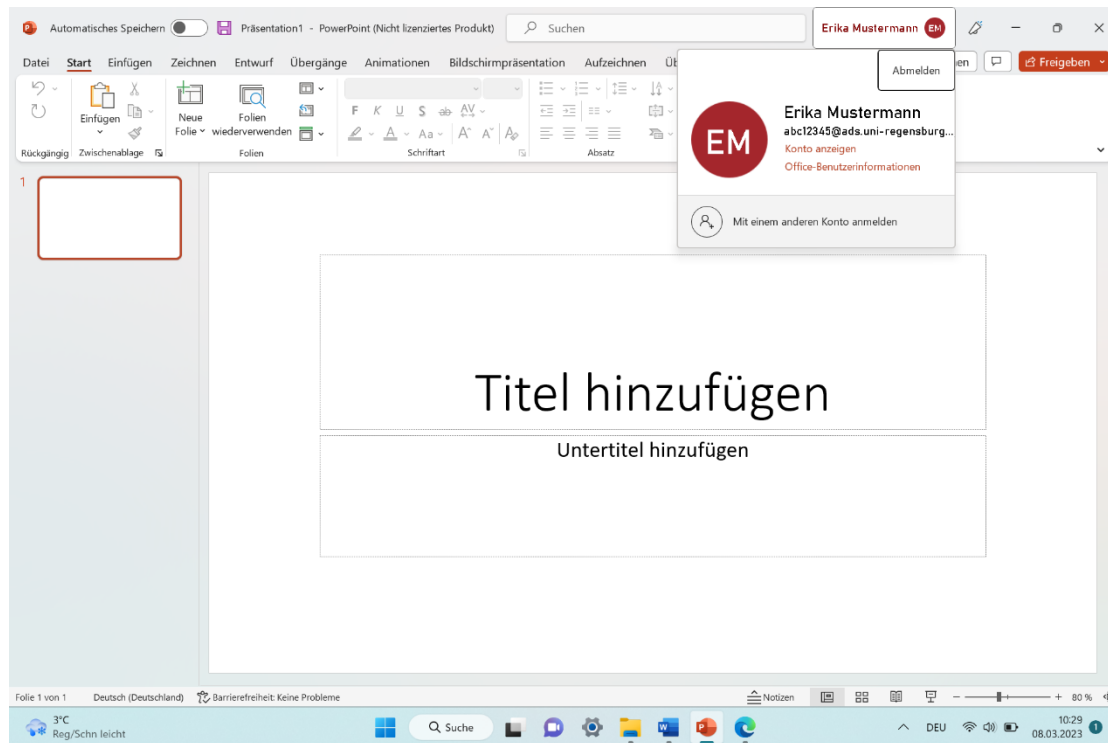 Automatisches Speichern Präsentation1 - PowerPoint (Nicht lizenziertes Produkt) Suchen Erika Mustermann EM
Datei Start Einfügen Zeichnen Entwurf Übergänge Animationen Bildschirmpräsentation Aufzeichnen Freigeben
Abmelden
Einfügen
Neue
Folie
Folien
wiederverwenden
F K U S ab AV
A Aa A A A
Rückgängig Zwischenablage Folien Schriftart Absatz
EM
Erika Mustermann
abc12345@ads.uni-regensburg...
Konto anzeigen
Office-Benutzerinformationen
Mit einem anderen Konto anmelden
1
Titel hinzufügen
Untertitel hinzufügen
Folie 1 von 1 Deutsch (Deutschland) Barrierefreiheit: Keine Probleme Notizen - + 80 %
3°C
Reg/Schn leicht
Suche
DEU
10:29
08.03.2023
1